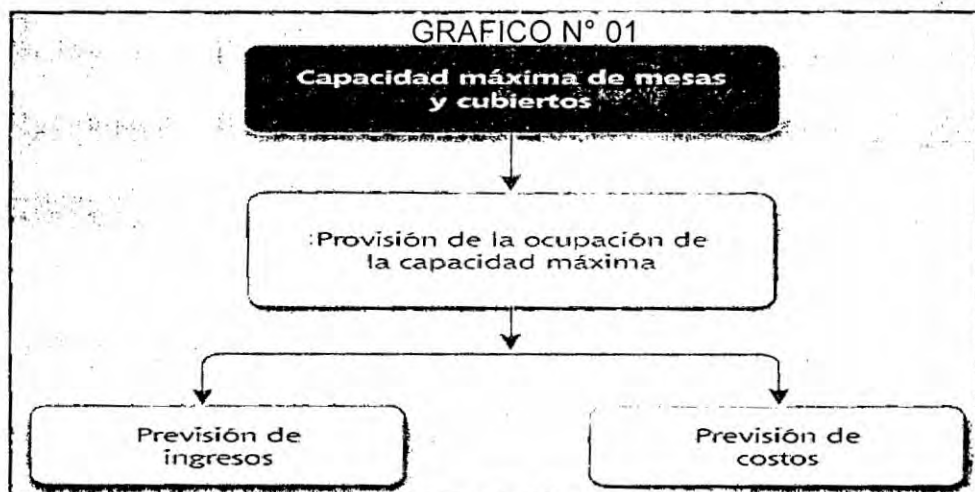 GRAFICO N° 01
Capacidad máxima de mesas
y cubiertos
:Provisión de la ocupación de
la capacidad máxima
Previsión de
ingresos
Previsión de
costos